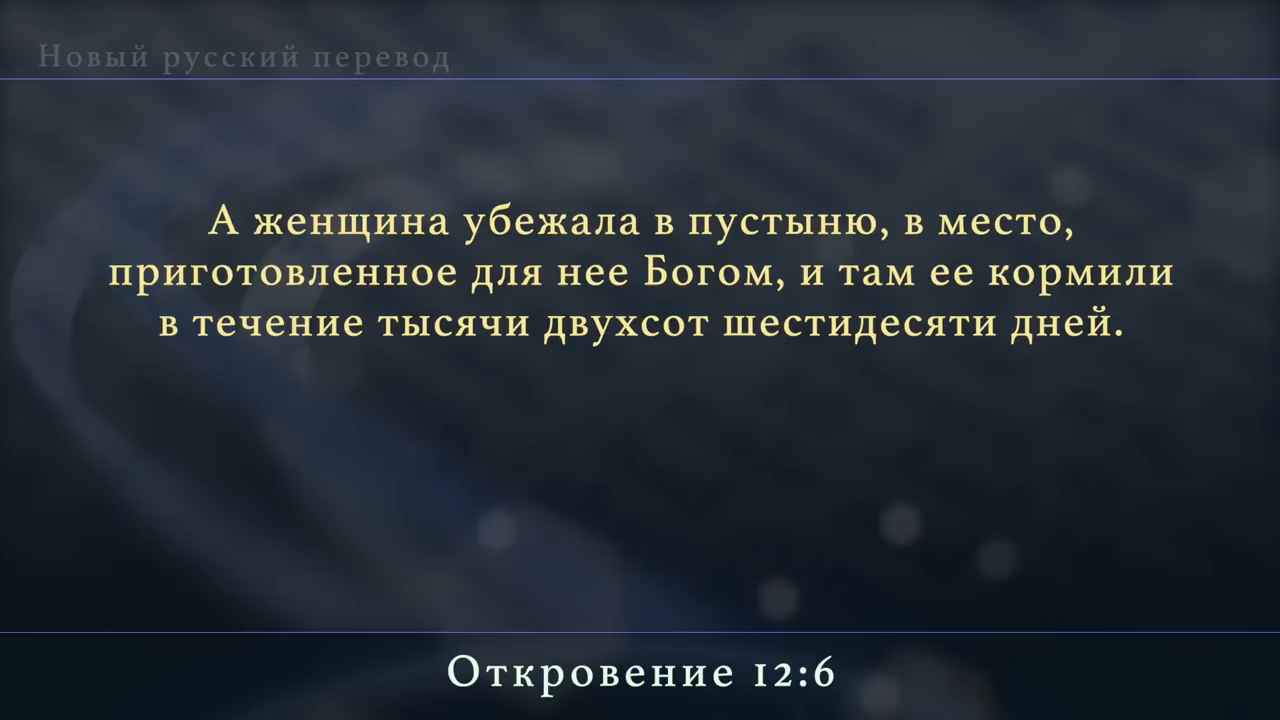 Новый русский перевод
А женщина убежала в пустыню, в место,
приготовленное для нее Богом, и там ее кормили
в течение тысячи двухсот шестидесяти дней.
Откровение 12:6